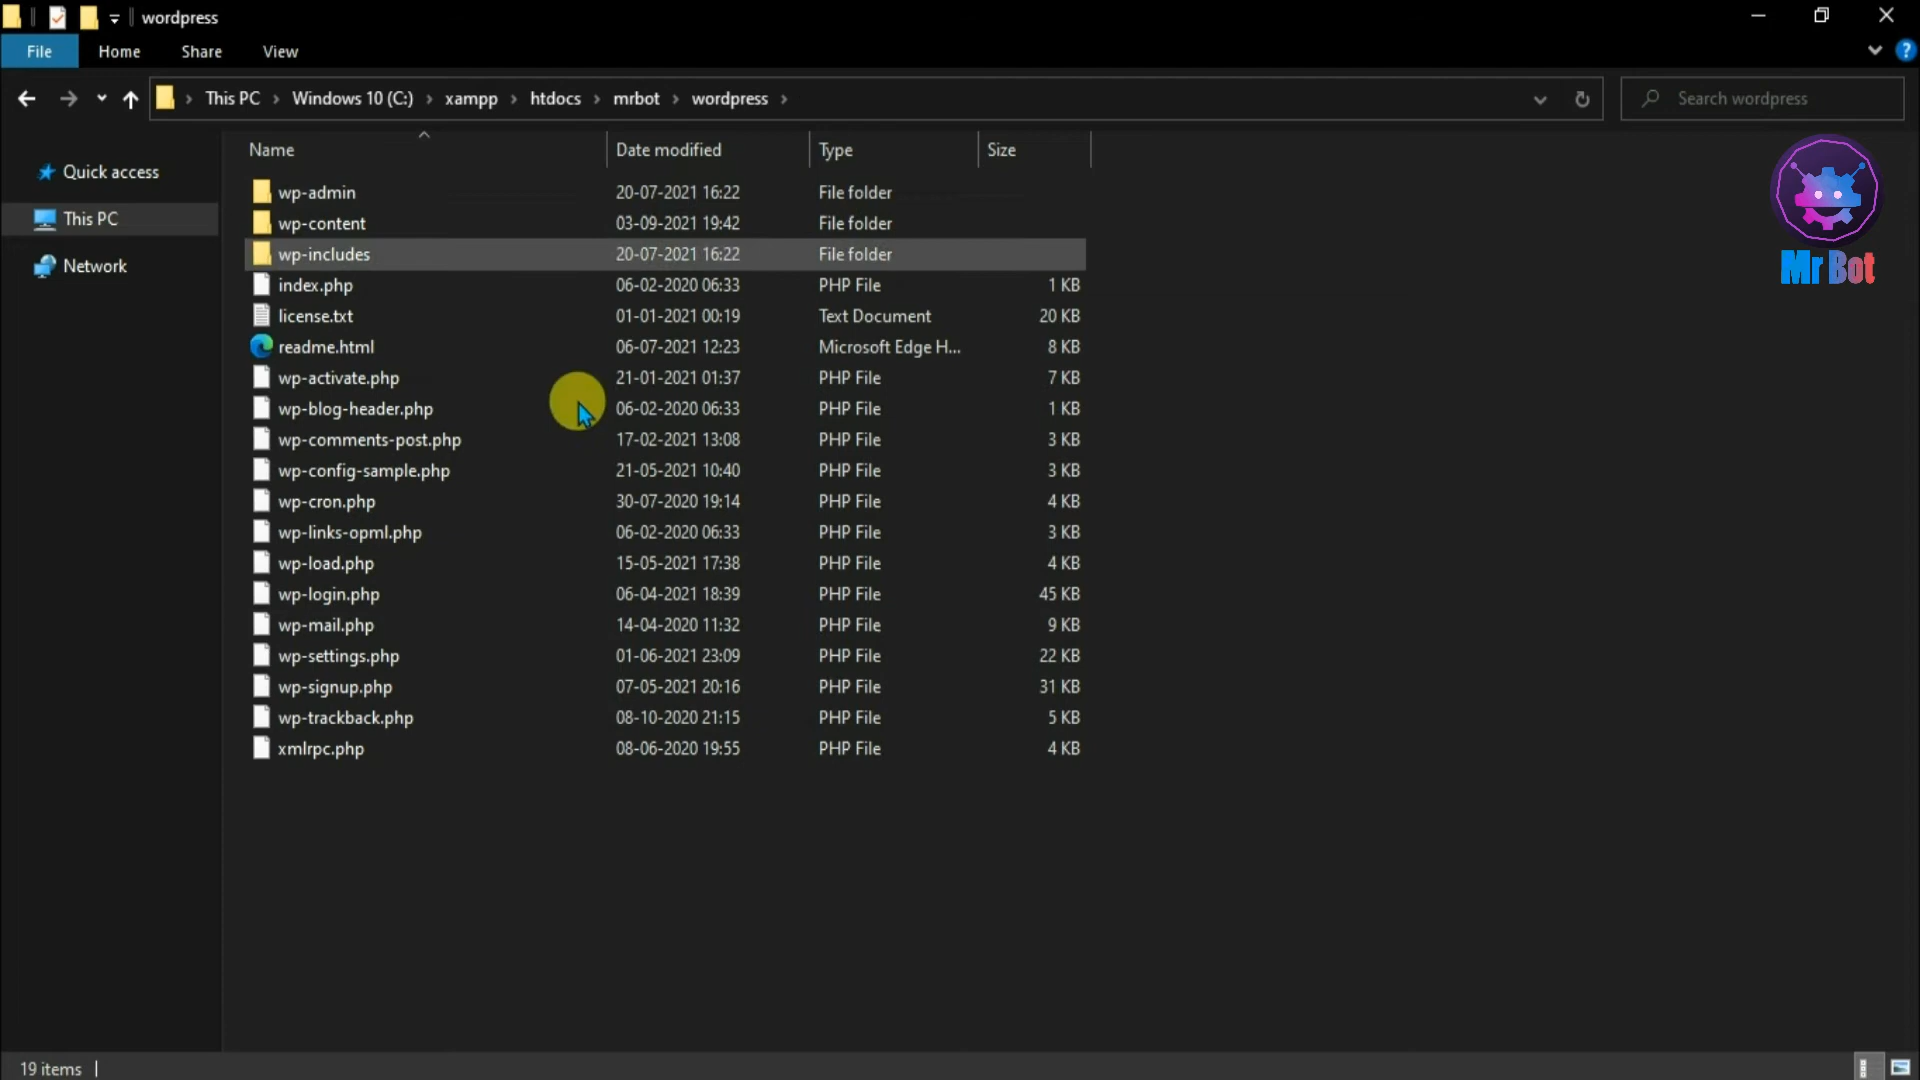 wordpress
File Home Share View
This PC Windows 10 (C:) xampp htdocs mrbot wordpress Search wordpress
Name Date modified Type Size
Quick access
This PC
Network
wp-admin 20-07-2021 16:22 File folder
wp-content 03-09-2021 19:42 File folder
wp-includes 20-07-2021 16:22 File folder
index.php 06-02-2020 06:33 PHP File 1 KB
license.txt 01-01-2021 00:19 Text Document 20 KB
readme.html 06-07-2021 12:23 Microsoft Edge H... 8 KB
wp-activate.php 21-01-2021 01:37 PHP File 7 KB
wp-blog-header.php 06-02-2020 06:33 PHP File 1 KB
wp-comments-post.php 17-02-2021 13:08 PHP File 3 KB
wp-config-sample.php 21-05-2021 10:40 PHP File 3 KB
wp-cron.php 30-07-2020 19:14 PHP File 4 KB
wp-links-opml.php 06-02-2020 06:33 PHP File 3 KB
wp-load.php 15-05-2021 17:38 PHP File 4 KB
wp-login.php 06-04-2021 18:39 PHP File 45 KB
wp-mail.php 14-04-2020 11:32 PHP File 9 KB
wp-settings.php 01-06-2021 23:09 PHP File 22 KB
wp-signup.php 07-05-2021 20:16 PHP File 31 KB
wp-trackback.php 08-10-2020 21:15 PHP File 5 KB
xmlrpc.php 08-06-2020 19:55 PHP File 4 KB
Mr Bot
19 items